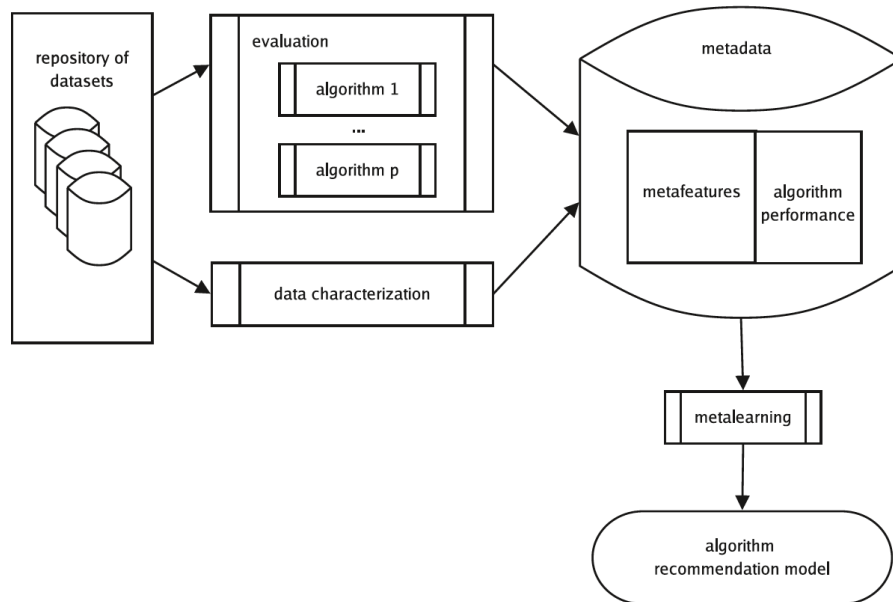 repository of
datasets
evaluation
algorithm 1
...
algorithm p
data characterization
metadata
metafeatures
algorithm
performance
metalearning
algorithm
recommendation model